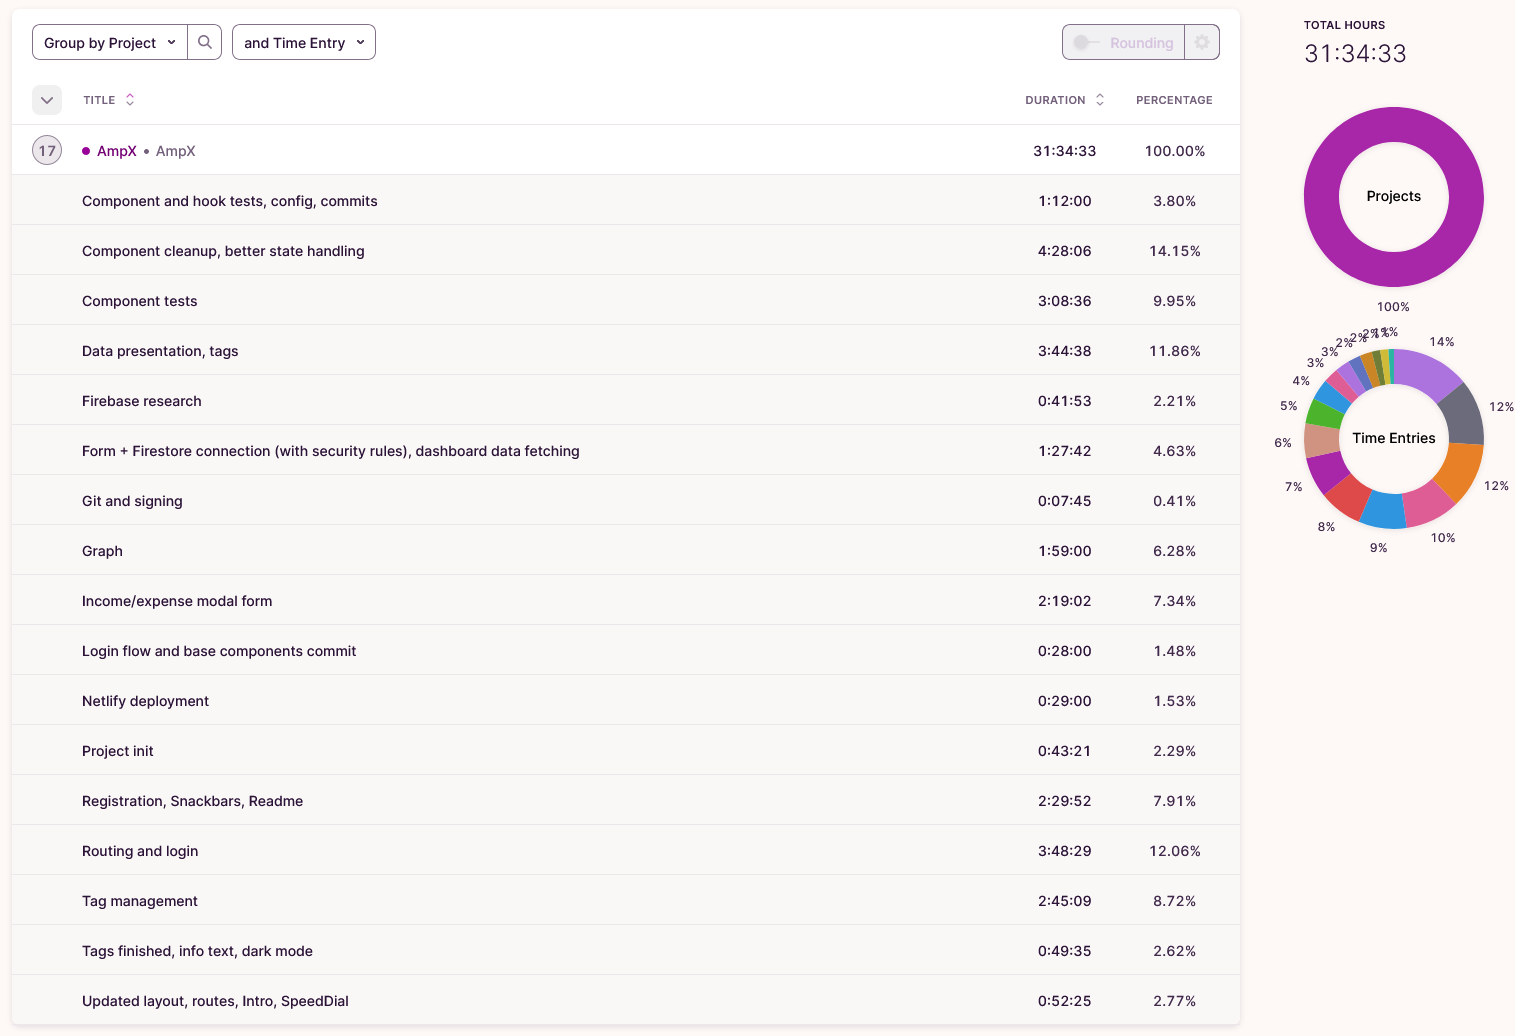 Group by Project
and Time Entry
Rounding
TITLE DURATION PERCENTAGE
17 AmpX • AmpX 31:34:33 100.00%
Component and hook tests, config, commits 1:12:00 3.80%
Component cleanup, better state handling 4:28:06 14.15%
Component tests 3:08:36 9.95%
Data presentation, tags 3:44:38 11.86%
Firebase research 0:41:53 2.21%
Form + Firestore connection (with security rules), dashboard data fetching 1:27:42 4.63%
Git and signing 0:07:45 0.41%
Graph 1:59:00 6.28%
Income/expense modal form 2:19:02 7.34%
Login flow and base components commit 0:28:00 1.48%
Netlify deployment 0:29:00 1.53%
Project init 0:43:21 2.29%
Registration, Snackbars, Readme 2:29:52 7.91%
Routing and login 3:48:29 12.06%
Tag management 2:45:09 8.72%
Tags finished, info text, dark mode 0:49:35 2.62%
Updated layout, routes, Intro, SpeedDial 0:52:25 2.77%
TOTAL HOURS
31:34:33
Projects
100%
Time Entries
14%
12%
12%
10%
9%
8%
7%
6%
5%
4%
3%
3%
2%
2%
2%
1%
1%